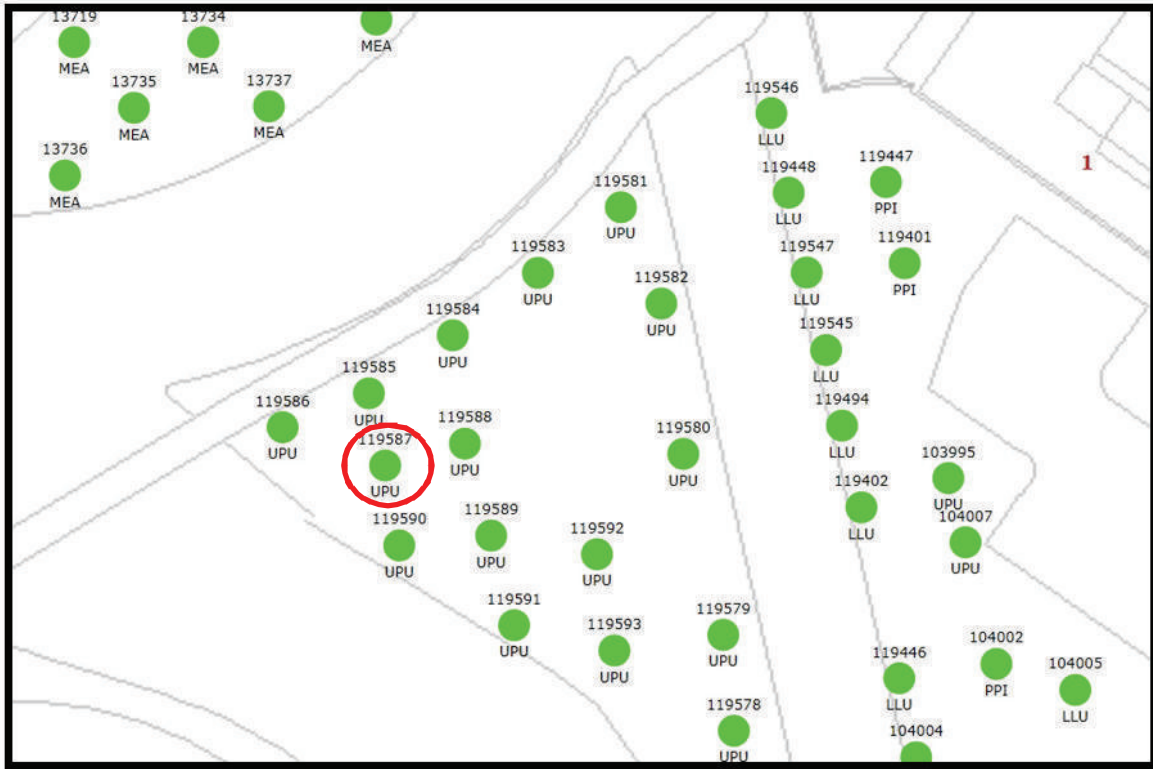 13719
MEA
13734
MEA
MEA
13735
MEA
13737
MEA
13736
MEA
119546
LLU
1
119448
LLU
119447
PPI
119581
UPU
119401
PPI
119583
UPU
119547
LLU
119582
UPU
119584
UPU
119545
LLU
119585
UPU
119586
UPU
119494
LLU
119588
UPU
119587
UPU
119580
UPU
103995
UPU
119402
LLU
104007
UPU
119589
UPU
119590
UPU
119592
UPU
119591
UPU
119579
UPU
119593
UPU
119446
LLU
104002
PPI
104005
LLU
119578
UPU
104004